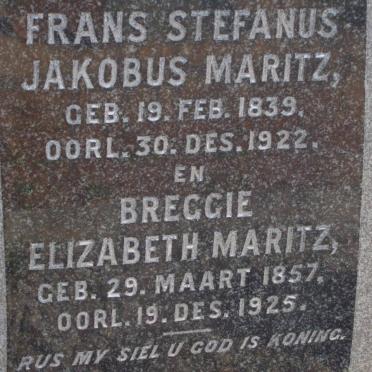 FRANS STEFANUS
JAKOBUS MARITZ,
GEB. 19. FEB. 1839.
OORL. 30. DES. 1922.
EN
BREGGIE
ELIZABETH MARITZ,
GEB. 29. MAART 1857.
OORL. 19. DES. 1925.
RUS MY SIEL U GOD IS KONING.